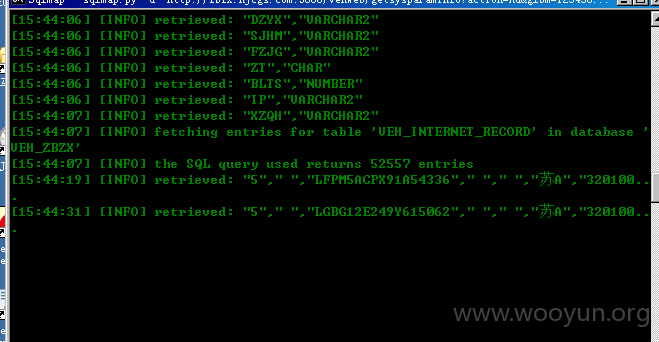 [15:44:06] [INFO] retrieved: "DZYX","VARCHAR2"
[15:44:06] [INFO] retrieved: "SJHM","VARCHAR2"
[15:44:06] [INFO] retrieved: "FZJG","VARCHAR2"
[15:44:06] [INFO] retrieved: "ZT","CHAR"
[15:44:06] [INFO] retrieved: "BLTS","NUMBER"
[15:44:06] [INFO] retrieved: "IP","VARCHAR2"
[15:44:07] [INFO] retrieved: "XZQH","VARCHAR2"
[15:44:07] [INFO] fetching entries for table 'VEH_INTERNET_RECORD' in database '
VEH_ZBZX'
[15:44:07] [INFO] the SQL query used returns 52557 entries
[15:44:19] [INFO] retrieved: "5"," ","LFPM5ACPX91A54336"," "," ","苏A","320100..
.
[15:44:31] [INFO] retrieved: "5"," ","LGBG12E249Y615062"," "," ","苏A","320100..
.
www.wooyun.org